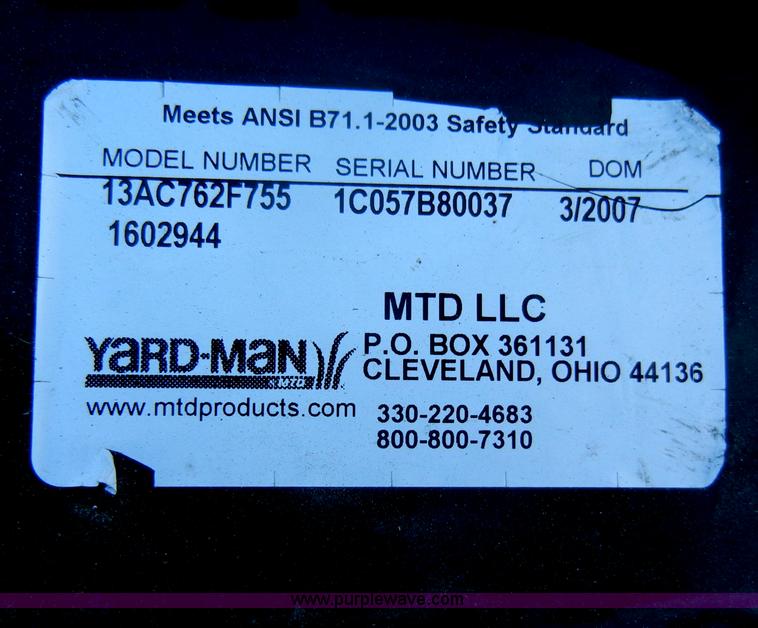 Meets ANSI B71.1-2003 Safety Standard
MODEL NUMBER SERIAL NUMBER DOM
13AC762F755 1C057B80037 3/2007
1602944
MTD LLC
YARD-MAN P.O. BOX 361131
MTD CLEVELAND, OHIO 44136
www.mtdproducts.com 330-220-4683
800-800-7310
www.purplewave.com